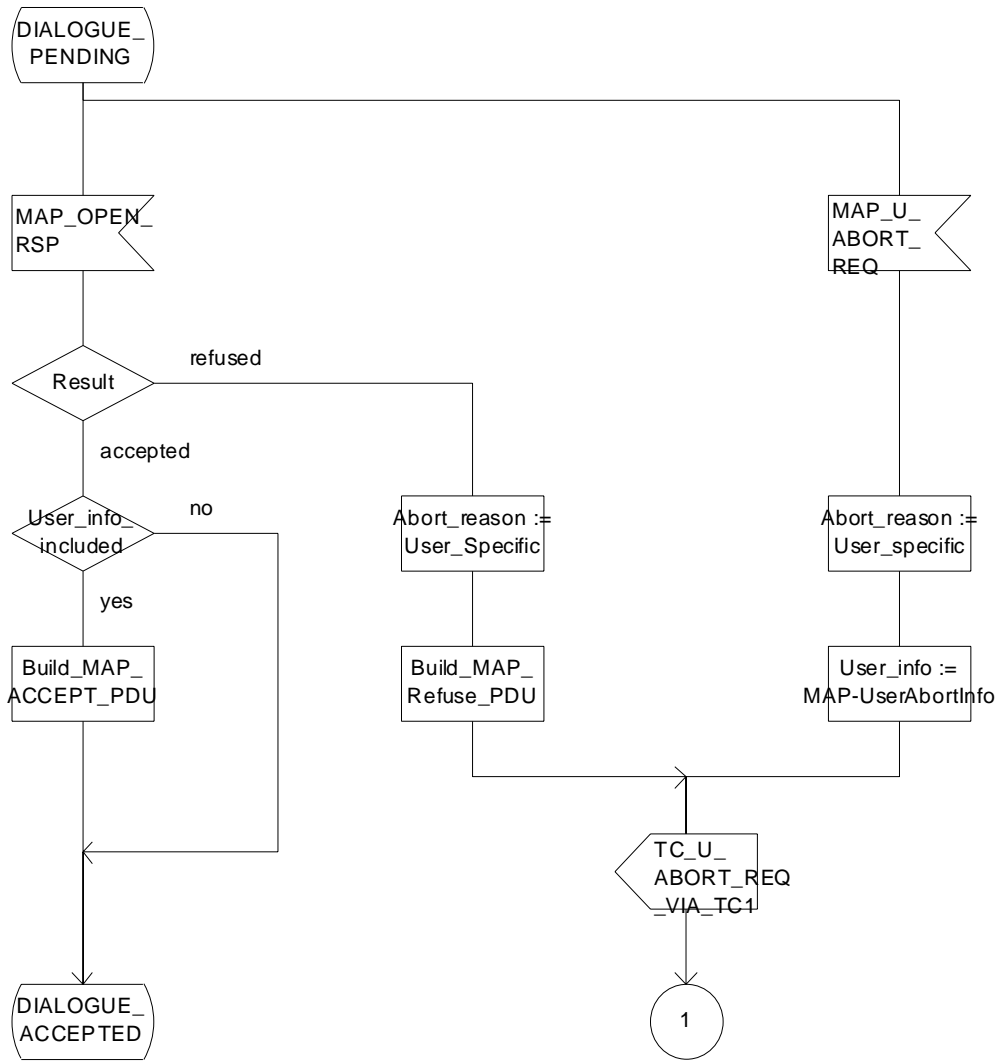 DIALOGUE_
PENDING
MAP_OPEN_
RSP
MAP_U_
ABORT_
REQ
Result
refused
accepted
User_info_
included
no
yes
Abort_reason :=
User_Specific
Abort_reason :=
User_specific
Build_MAP_
ACCEPT_PDU
Build_MAP_
Refuse_PDU
User_info :=
MAP-UserAbortInfo
TC_U_
ABORT_REQ
_VIA_TC1
DIALOGUE_
ACCEPTED
1